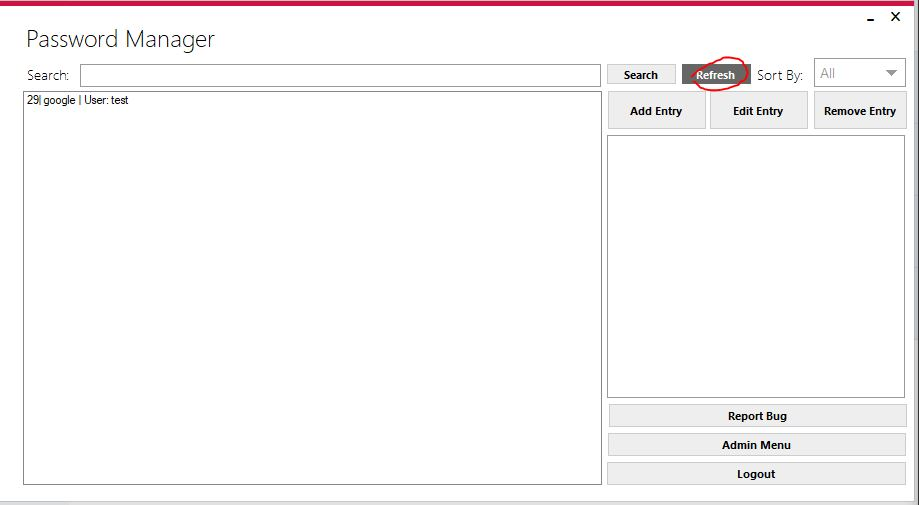 Password Manager
Search:
Search
Refresh
Sort By:
All
29| google | User: test
Add Entry
Edit Entry
Remove Entry
Report Bug
Admin Menu
Logout